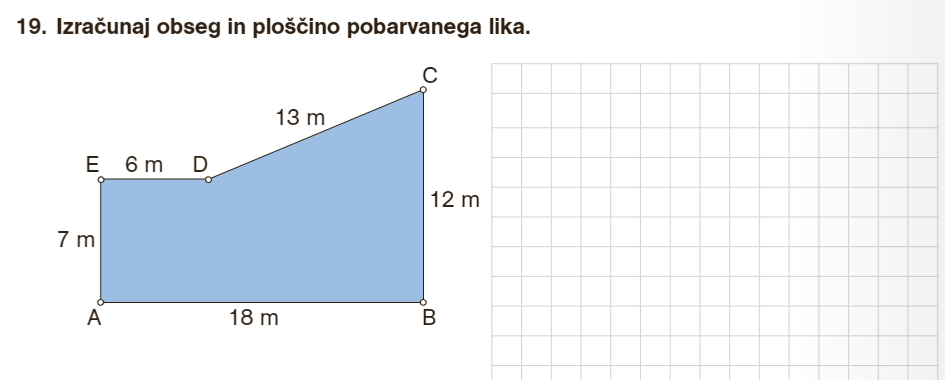 19. Izračunaj obseg in ploščino pobarvanega lika.
C
13 m
E 6 m D
12 m
7 m
A 18 m B